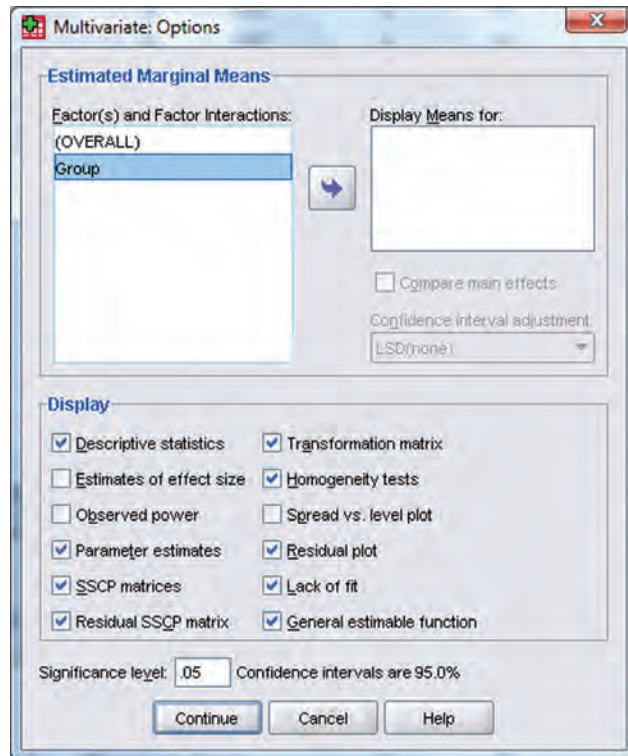 Multivariate: Options
Estimated Marginal Means
Factor(s) and Factor Interactions:
(OVERALL)
Group
Display Means for:
Compare main effects
Confidence interval adjustment
LSD(none)
Display
Descriptive statistics
Transformation matrix
Estimates of effect size
Homogeneity tests
Observed power
Spread vs. level plot
Parameter estimates
Residual plot
SSCP matrices
Lack of fit
Residual SSCP matrix
General estimable function
Significance level: .05 Confidence intervals are 95.0%
Continue Cancel Help